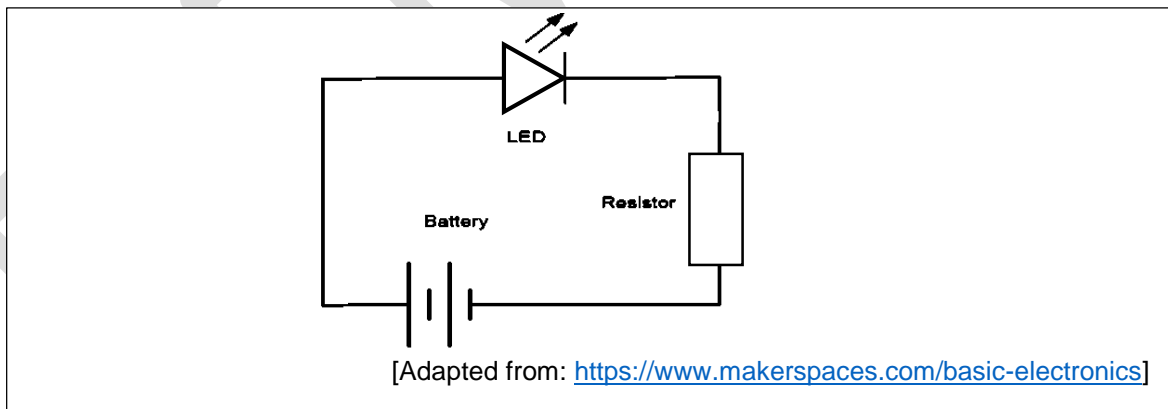 LED
Resistor
Battery
[Adapted from: https://www.makerspaces.com/basic-electronics]